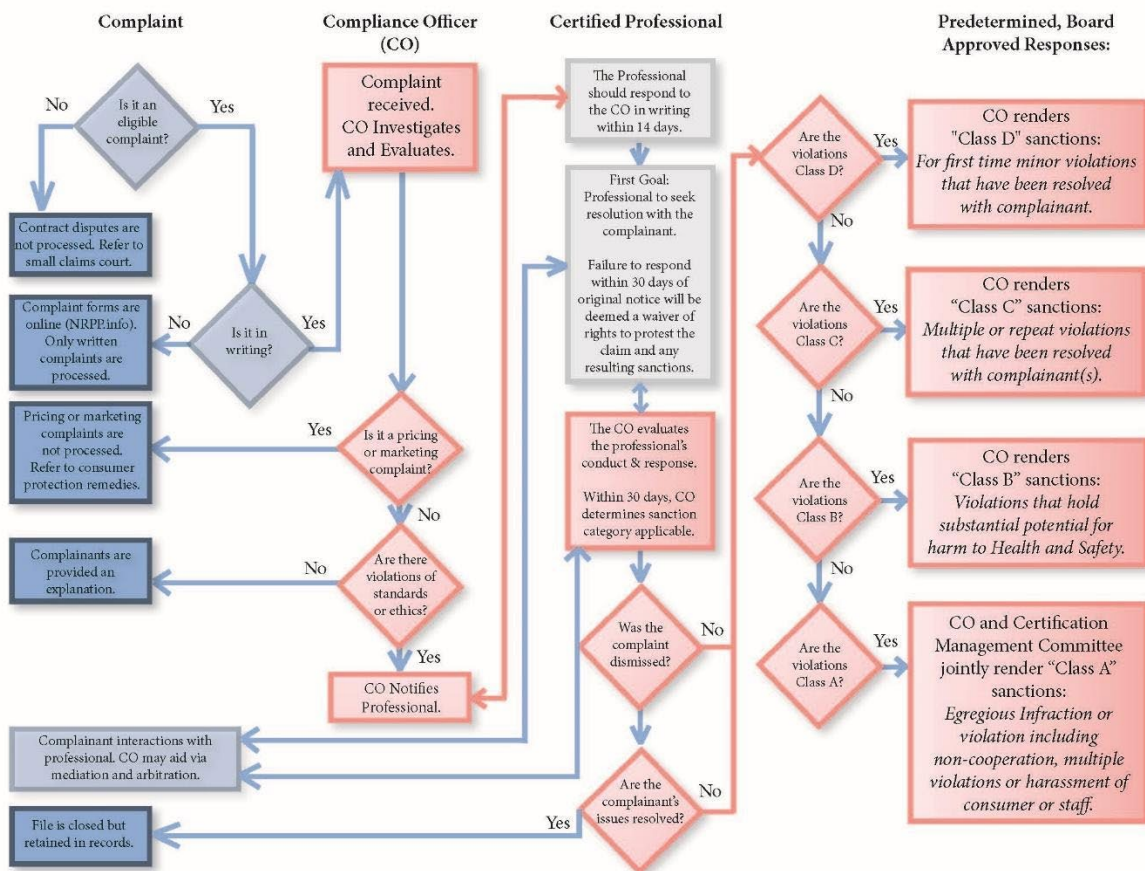 Complaint
Compliance Officer
(CO)
Certified Professional
Predetermined, Board
Approved Responses:
No
Is it an
eligible
complaint?
Yes
Contract disputes are
not processed. Refer to
small claims court.
Complaint forms are
online (NRPP.info).
Only written
complaints are
processed.
No
Is it in
writing?
Yes
Pricing or marketing
complaints are
not processed.
Refer to consumer
protection remedies.
Complainants are
provided an
explanation.
Complainant interactions with
professional. CO may aid via
mediation and arbitration.
File is closed but
retained in records.
Complaint
received.
CO Investigates
and Evaluates.
Yes
Is it a pricing
or marketing
complaint?
No
No
Are there
violations of
standards
or ethics?
Yes
CO Notifies
Professional.
The Professional
should respond to
the CO in writing
within 14 days.
First Goal:
Professional to seek
resolution with the
complainant.
Failure to respond
within 30 days of
original notice will be
deemed a waiver of
rights to protest the
claim and any
resulting sanctions.
The CO evaluates
the professional's
conduct & response.
Within 30 days, CO
determines sanction
category applicable.
Was the
complaint
dismissed?
No
Are the
complainant's
issues resolved?
No
Yes
Are the
violations
Class D?
Yes
No
Are the
violations
Class C?
Yes
No
Are the
violations
Class B?
Yes
No
Are the
violations
Class A?
Yes
CO renders
"Class D" sanctions:
For first time minor violations
that have been resolved
with complainant.
CO renders
“Class C” sanctions:
Multiple or repeat violations
that have been resolved
with complainant(s).
CO renders
“Class B” sanctions:
Violations that hold
substantial potential for
harm to Health and Safety.
CO and Certification
Management Committee
jointly render “Class A”
sanctions:
Egregious Infraction or
violation including
non-cooperation, multiple
violations or harassment of
consumer or staff.